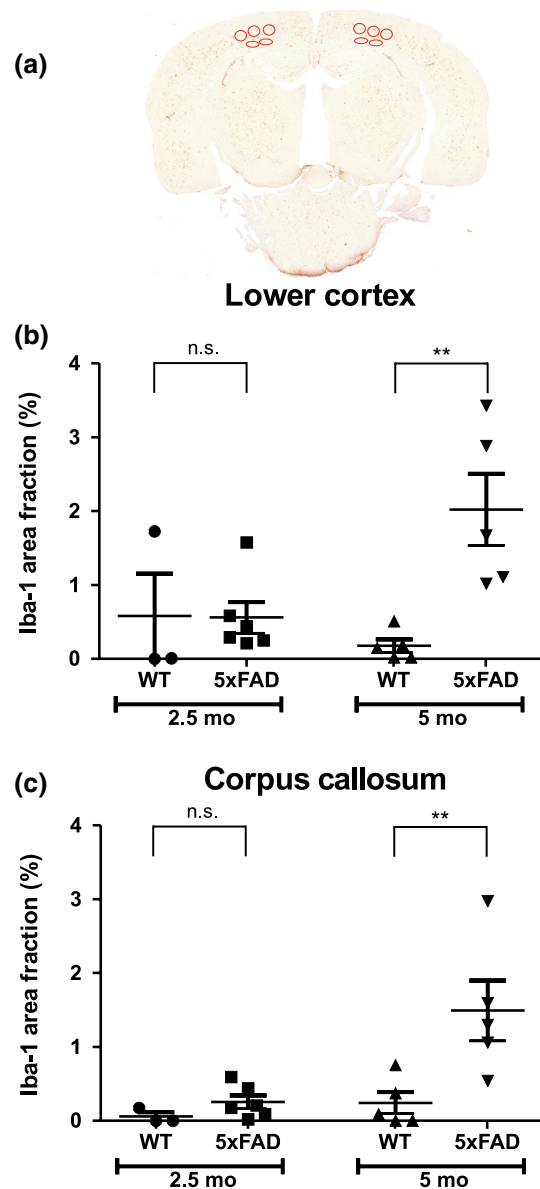 (a)
Lower cortex
(b)
n.s.
**
Iba-1 area fraction (%)
4
3
2
1
0
WT
5xFAD
WT
5xFAD
2.5 mo
5 mo
(c)
Corpus callosum
n.s.
**
Iba-1 area fraction (%)
4
3
2
1
0
WT
5xFAD
WT
5xFAD
2.5 mo
5 mo